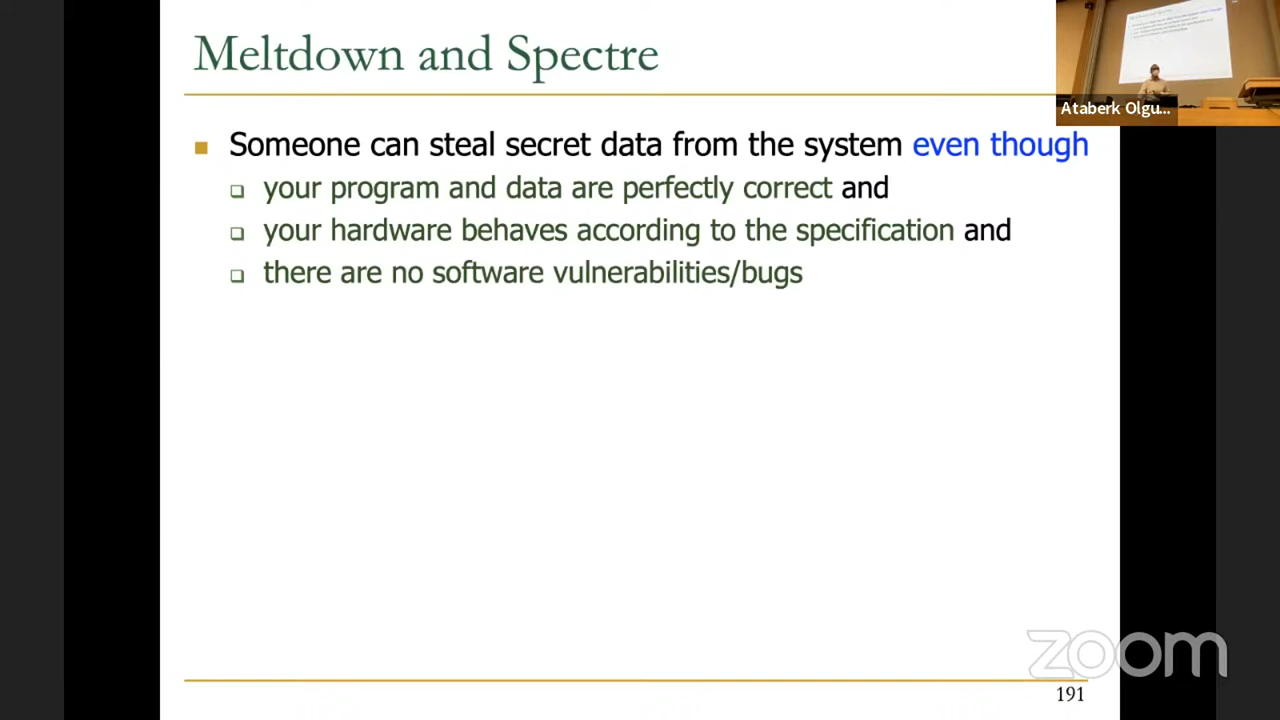 Meltdown and Spectre
Ataberk Olgu...
Someone can steal secret data from the system even though
your program and data are perfectly correct and
your hardware behaves according to the specification and
there are no software vulnerabilities/bugs
zoom
191